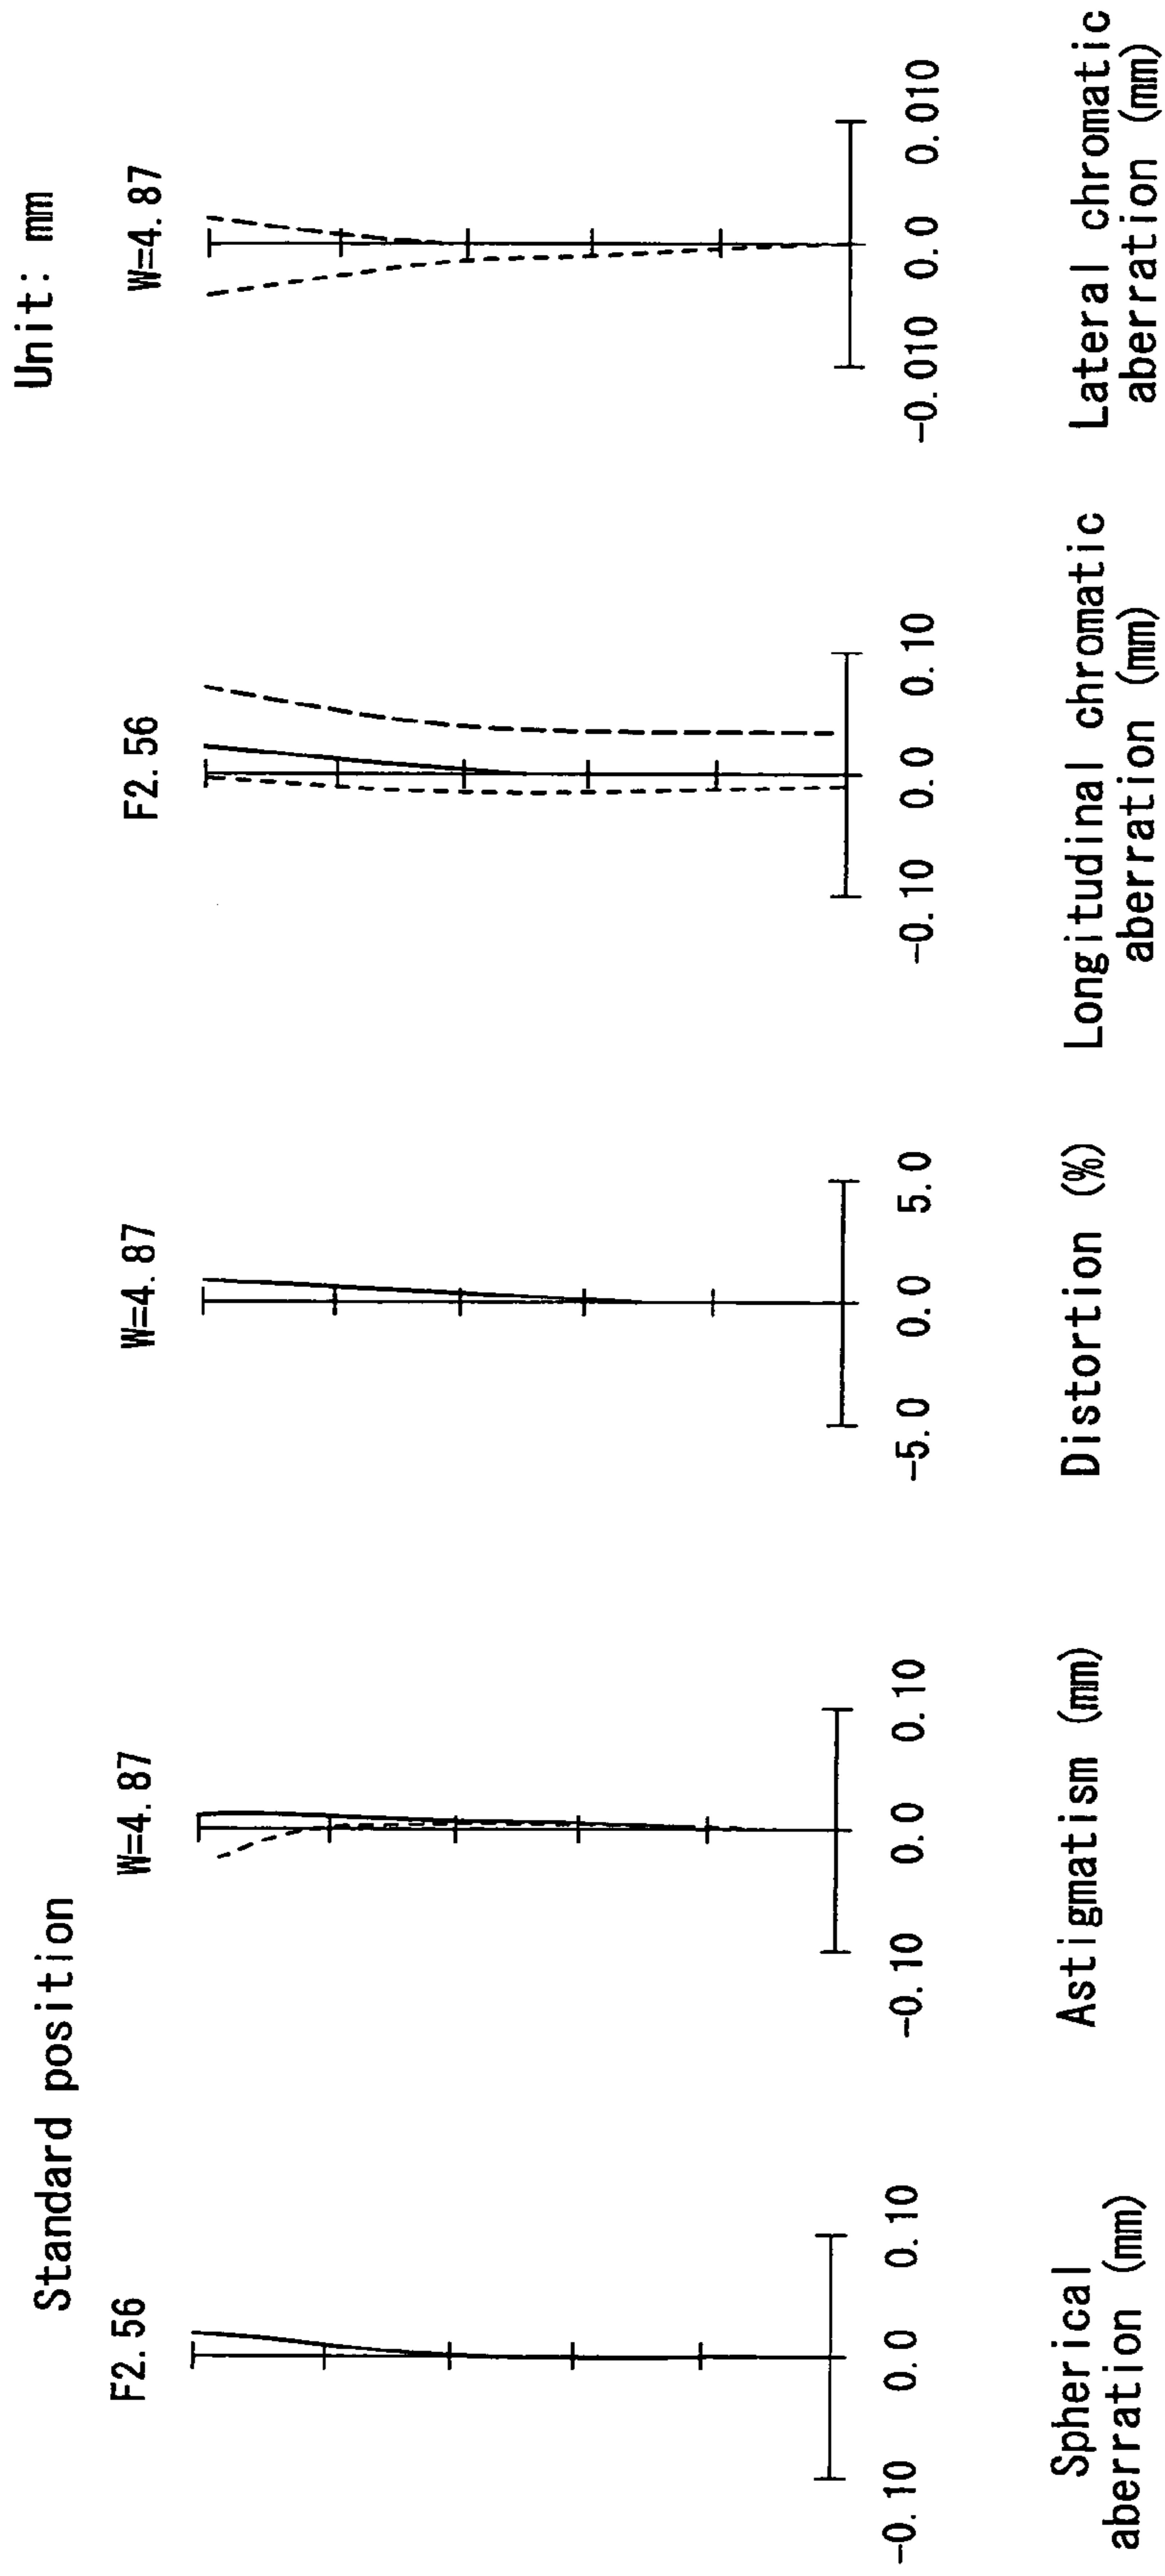 Unit: mm
Standard position
F2.56
-0.10 0.0 0.10
Spherical
aberration (mm)
W=4.87
-0.10 0.0 0.10
Astigmatism (mm)
W=4.87
-5.0 0.0 5.0
Distortion (%)
F2.56
-0.10 0.0 0.10
Longitudinal chromatic
aberration (mm)
W=4.87
-0.010 0.0 0.010
Lateral chromatic
aberration (mm)